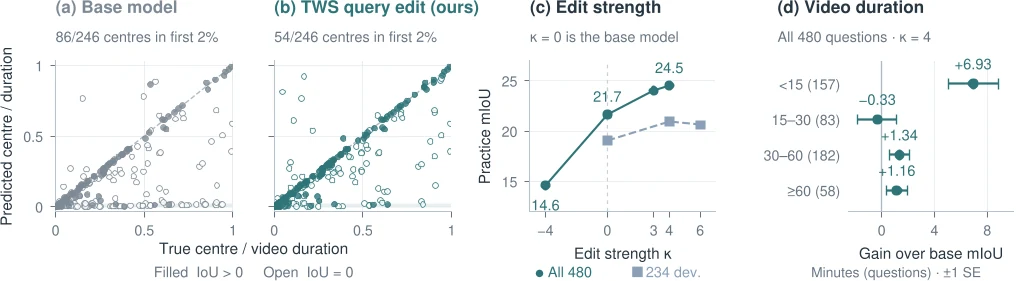 (a) Base model
86/246 centres in first 2%
Predicted centre / duration
1
0.5
0
0
0.5
1
(b) TWS query edit (ours)
54/246 centres in first 2%
0
0.5
1
True centre / video duration
Filled IoU > 0 Open IoU = 0
(c) Edit strength
κ = 0 is the base model
Practice mIoU
25
20
15
24.5
21.7
14.6
−4
0
3
4
6
Edit strength κ
All 480
234 dev.
(d) Video duration
All 480 questions · κ = 4
<15 (157)
+6.93
15–30 (83)
−0.33
30–60 (182)
+1.34
≥60 (58)
+1.16
0
4
8
Gain over base mIoU
Minutes (questions) · ±1 SE